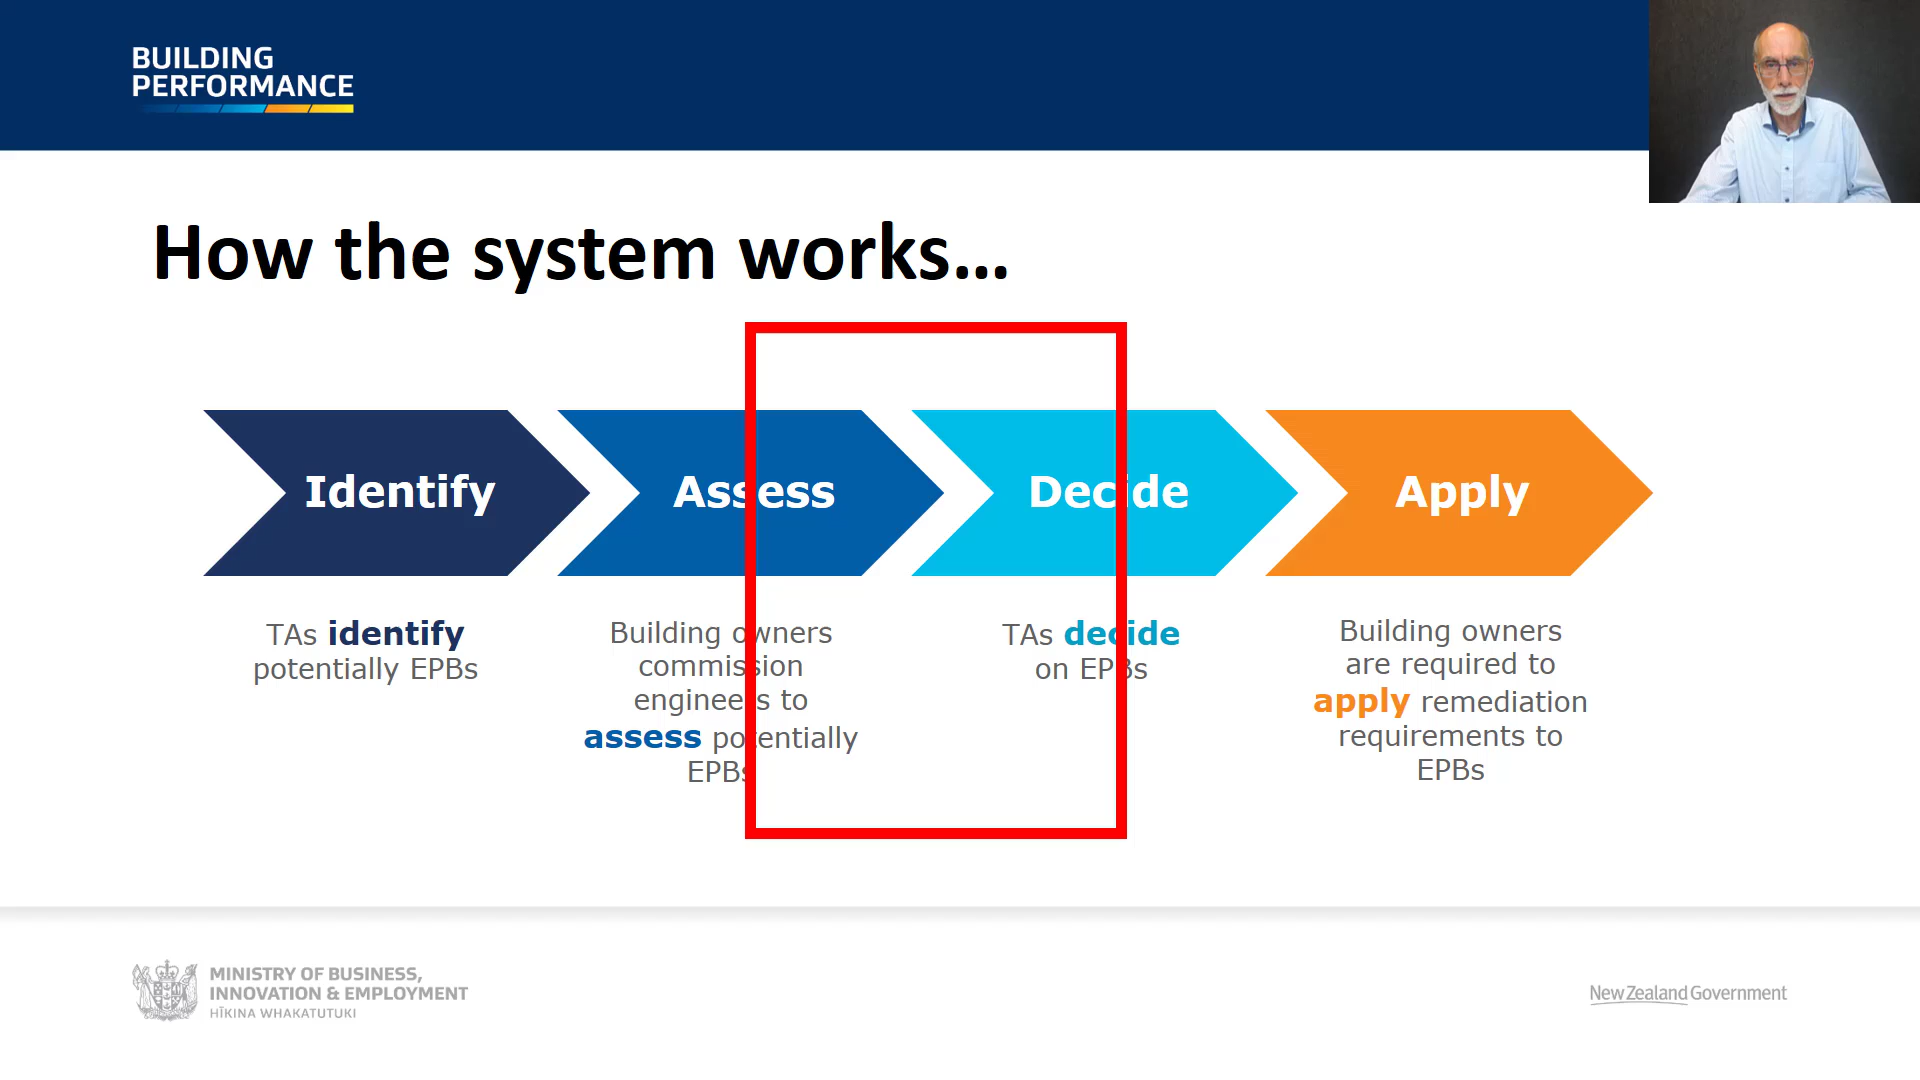 BUILDING
PERFORMANCE
How the system works...
Identify
Assess
Decide
Apply
TAs identify
potentially EPBs
Building owners
commission
engineers to
assess potentially
EPBs
TAs decide
on EPBs
Building owners
are required to
apply remediation
requirements to
EPBs
MINISTRY OF BUSINESS,
INNOVATION & EMPLOYMENT
HĪKINA WHAKATUTUKI
New Zealand Government